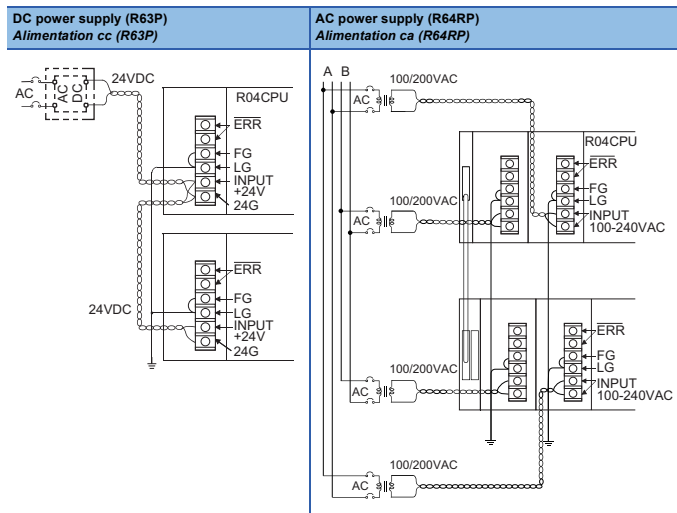 DC power supply (R63P)
Alimentation cc (R63P)
AC power supply (R64RP)
Alimentation ca (R64RP)
24VDC
AC
AC
DC
R04CPU
ERR
FG
LG
INPUT
+24V
24G
24VDC
ERR
FG
LG
INPUT
+24V
24G
A B
100/200VAC
AC
R04CPU
ERR
FG
LG
INPUT
100-240VAC
100/200VAC
AC
ERR
FG
LG
INPUT
100-240VAC
100/200VAC
AC
100/200VAC
AC